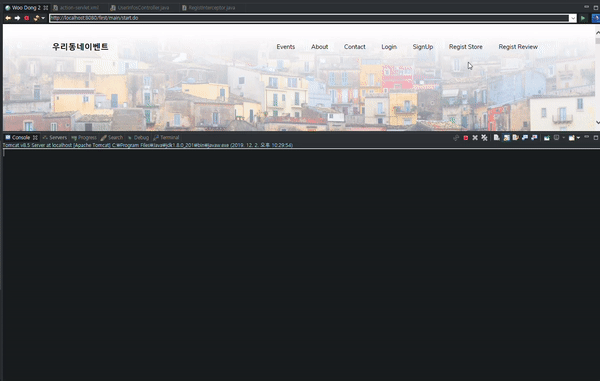 Woo Dong 2 action-servlet.xml UserInfosController.java RegistInterceptor.java
http://localhost:8080/first/main/start.do
우리동네이벤트 Events About Contact Login SignUp Regist Store Regist Review
Console Servers Progress Search Debug Terminal
Tomcat v8.5 Server at localhost [Apache Tomcat] C:₩Program Files₩Java₩jdk1.8.0_201₩bin₩javaw.exe (2019. 12. 2. 오후 10:29:54)